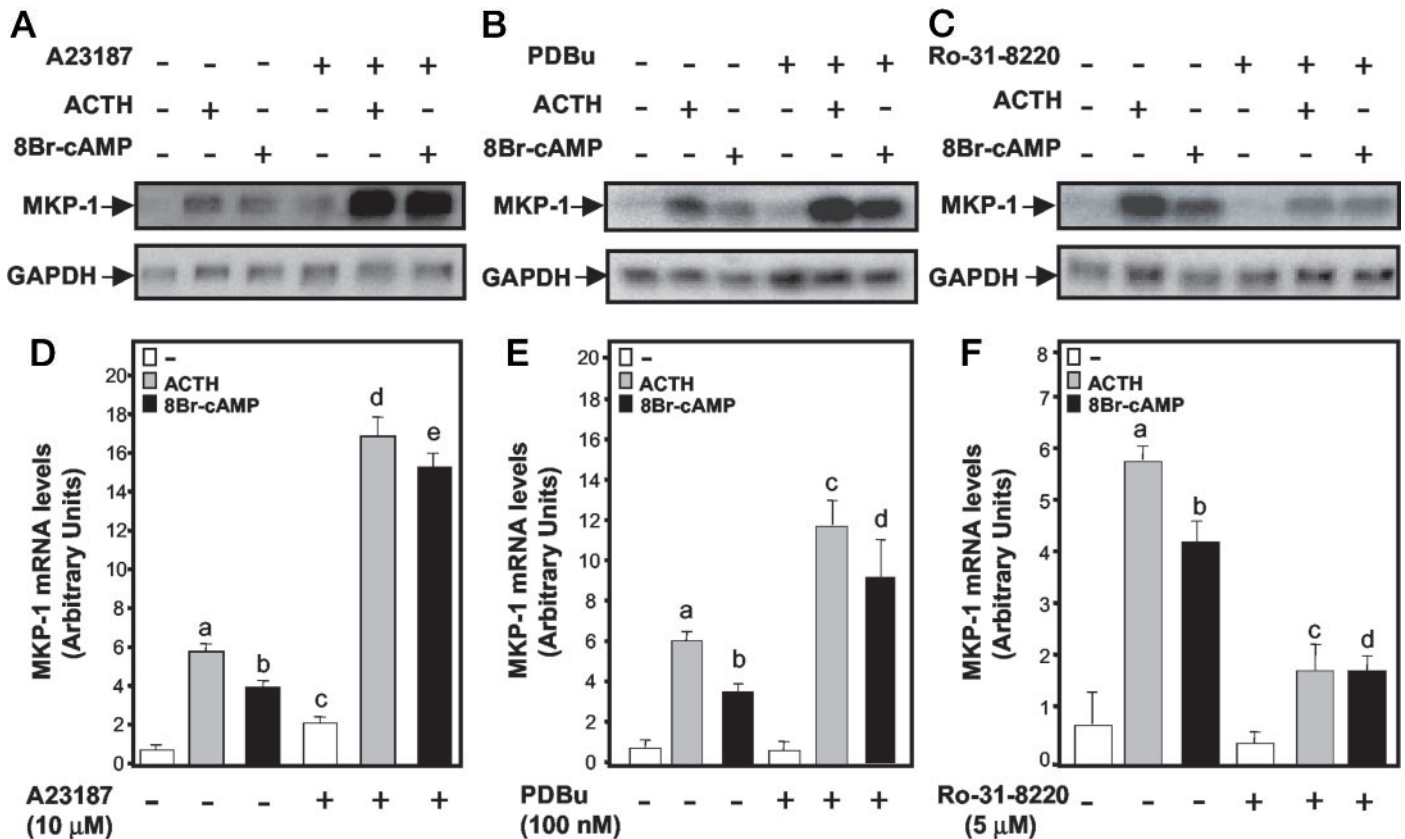 A
A23187 – – – + + +
ACTH – + – – + –
8Br-cAMP – – + – – +
MKP-1
GAPDH
B
PDBu – – – + + +
ACTH – + – – + –
8Br-cAMP – – + – – +
MKP-1
GAPDH
C
Ro-31-8220 – – – + + +
ACTH – + – – + –
8Br-cAMP – – + – – +
MKP-1
GAPDH
D
–
ACTH
8Br-cAMP
MKP-1 mRNA levels
(Arbitrary Units)
20
18
16
14
12
10
8
6
4
2
0
a
b
c
d
e
A23187 – – – + + +
(10 μM)
E
–
ACTH
8Br-cAMP
MKP-1 mRNA levels
(Arbitrary Units)
20
18
16
14
12
10
8
6
4
2
0
a
b
c
d
PDBu – – – + + +
(100 nM)
F
–
ACTH
8Br-cAMP
MKP-1 mRNA levels
(Arbitrary Units)
8
7
6
5
4
2
1
0
a
b
c
d
Ro-31-8220 – – – + + +
(5 μM)